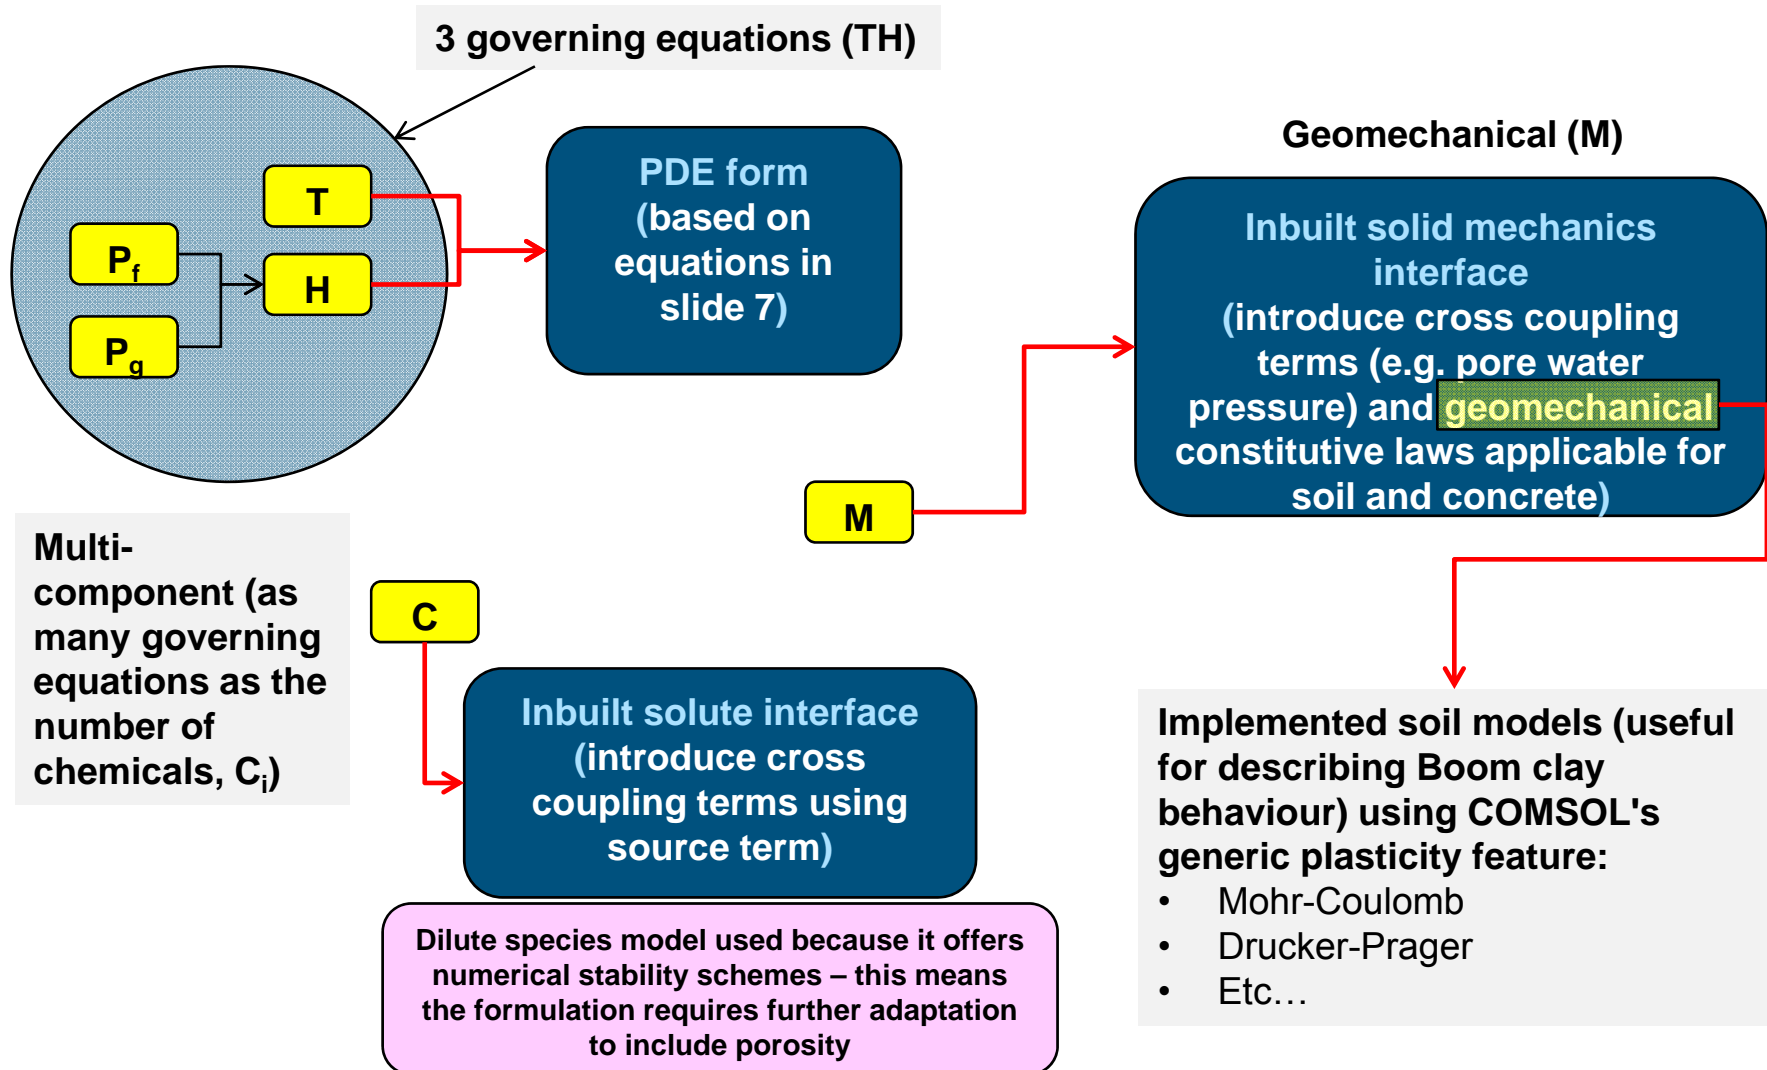 3 governing equations (TH)
T
P_f
H
P_g
PDE form
(based on
equations in
slide 7)
Geomechanical (M)
Inbuilt solid mechanics
interface
(introduce cross coupling
terms (e.g. pore water
pressure) and geomechanical
constitutive laws applicable for
soil and concrete)
M
Multi-
component (as
many governing
equations as the
number of
chemicals, C_i)
C
Inbuilt solute interface
(introduce cross
coupling terms using
source term)
Dilute species model used because it offers
numerical stability schemes – this means
the formulation requires further adaptation
to include porosity
Implemented soil models (useful
for describing Boom clay
behaviour) using COMSOL's
generic plasticity feature:
• Mohr-Coulomb
• Drucker-Prager
• Etc…